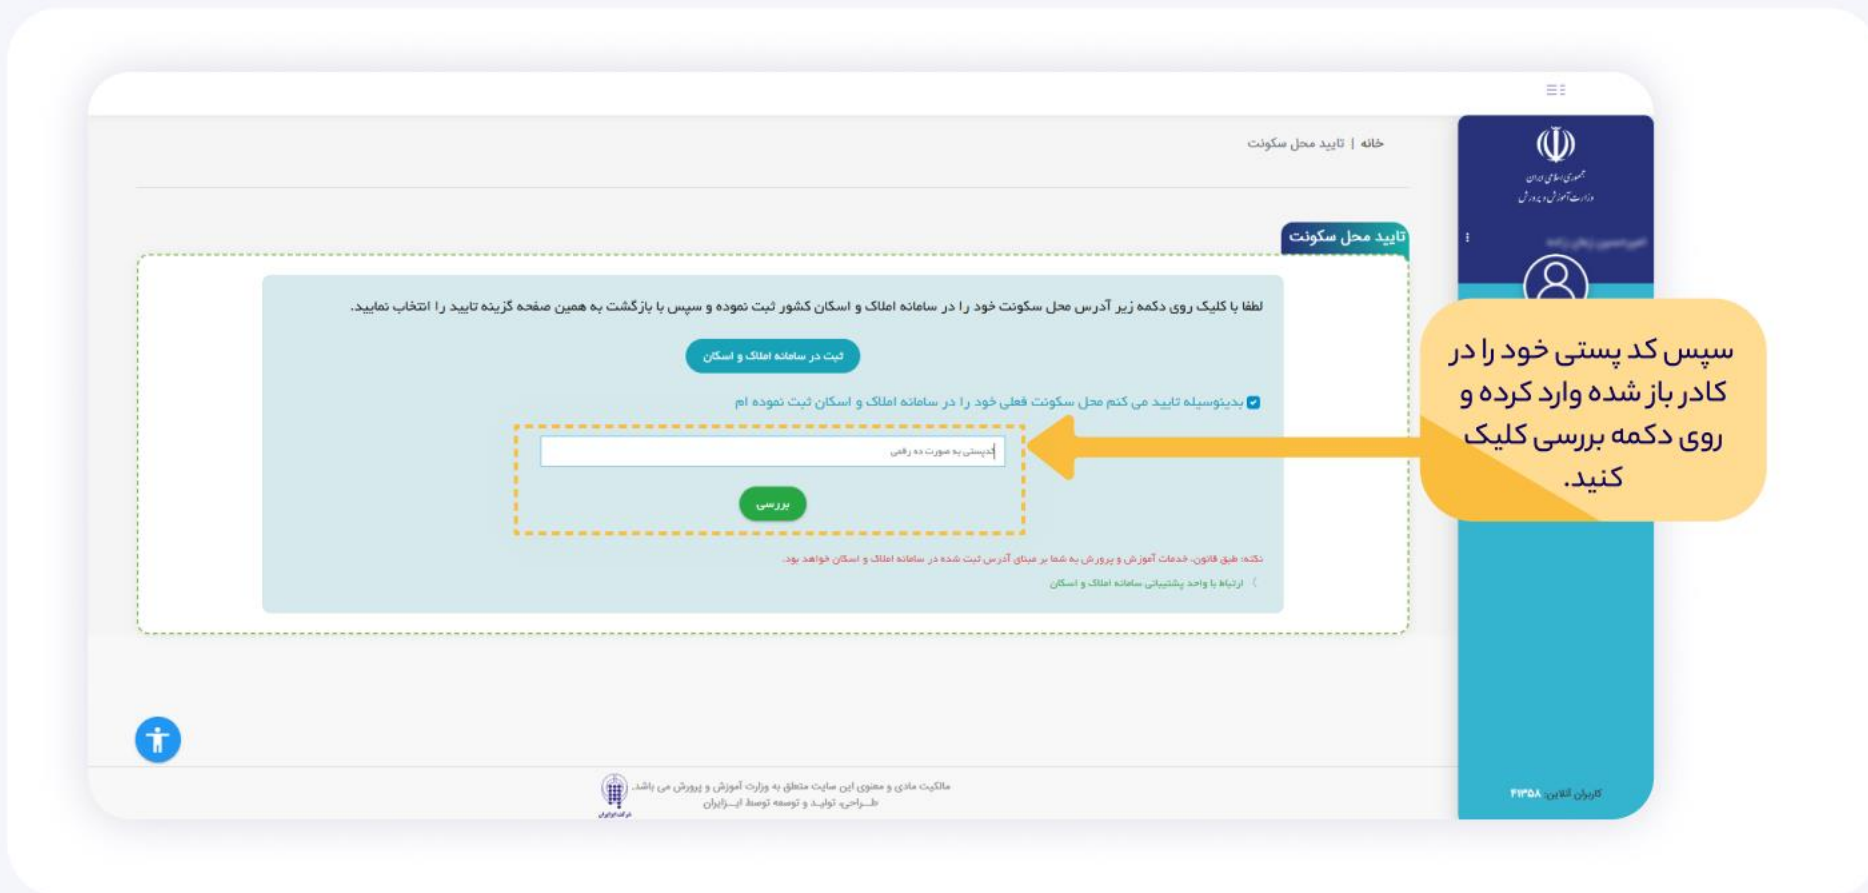 جمهوری اسلامی ایران
وزارت آموزش و پرورش
خانه | تایید محل سکونت
تایید محل سکونت
لطفا با کلیک روی دکمه زیر آدرس محل سکونت خود را در سامانه املاک و اسکان کشور ثبت نموده و سپس با بازگشت به همین صفحه گزینه تایید را انتخاب نمایید.
ثبت در سامانه املاک و اسکان
بدینوسیله تایید می کنم محل سکونت فعلی خود را در سامانه املاک و اسکان ثبت نموده ام
کدپستی به صورت ده رقمی
بررسی
نکته: طبق قانون، خدمات آموزش و پرورش به شما بر مبنای آدرس ثبت شده در سامانه املاک و اسکان خواهد بود.
ارتباط با واحد پشتیبانی سامانه املاک و اسکان
سپس کد پستی خود را در
کادر باز شده وارد کرده و
روی دکمه بررسی کلیک
کنید.
مالکیت مادی و معنوی این سایت متعلق به وزارت آموزش و پرورش می باشد.
طـــراحی، تولیـد و توسعه توسط ایـــزایران
شرکت ایزایران
کاربران آنلاین: ۴۱۳۵۸